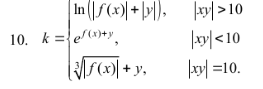 ln(|f(x)|+|y|), |xy|>10
10. k = { e^{f(x)+y}, |xy|<10
∛|f(x)| + y, |xy|=10.